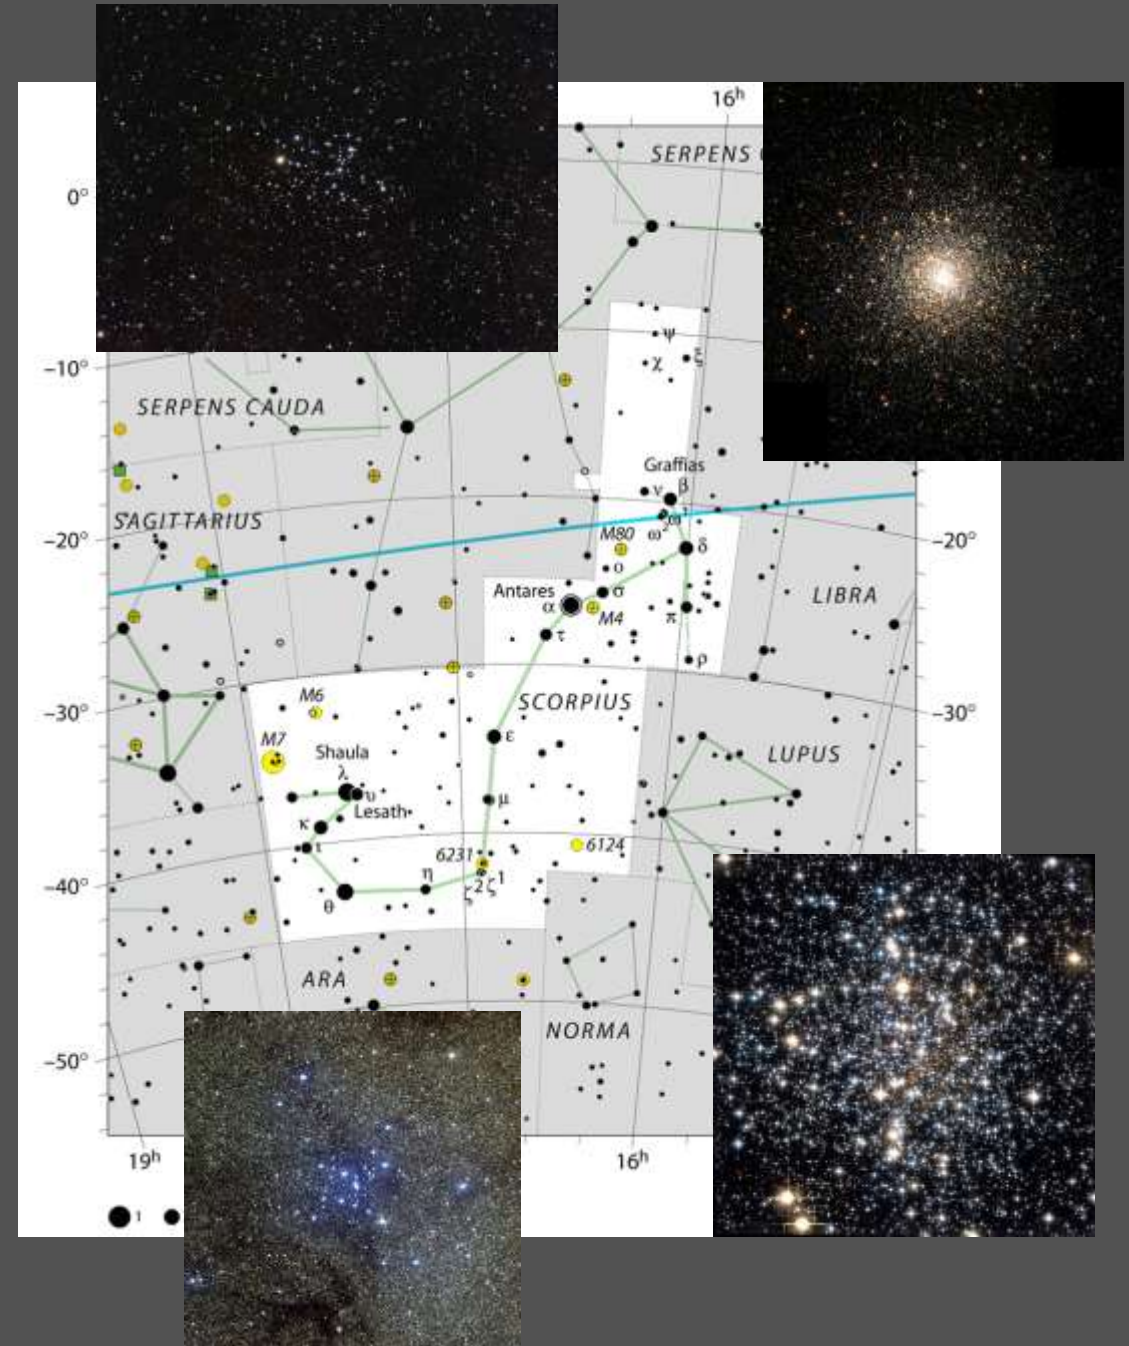 16h
SERPENS
0°
ψ
χ
ξ
–10°
SERPENS CAUDA
Graffias
ν β
SAGITTARIUS
ω² ω¹
–20°
M80
δ
–20°
ο
Antares
σ
LIBRA
α
M4
π
τ
ρ
M6
SCORPIUS
–30°
–30°
M7
ε
LUPUS
Shaula
λ
υ
μ
Lesath
κ
ι
6231
6124
η
–40°
ζ² ζ¹
θ
ARA
NORMA
–50°
19h
16h
1